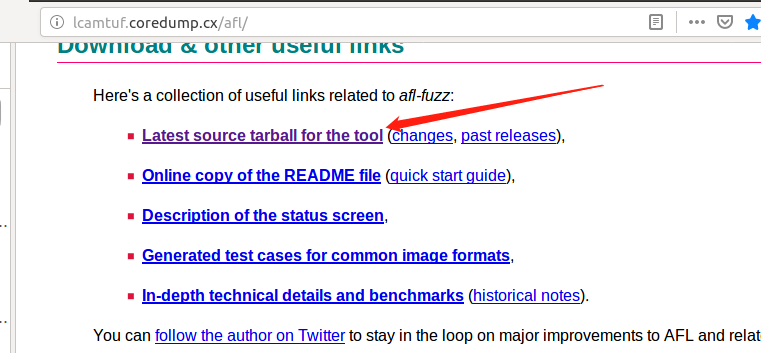 lcamtuf.coredump.cx/afl/
Download & other useful links
Here's a collection of useful links related to afl-fuzz:
Latest source tarball for the tool (changes, past releases),
Online copy of the README file (quick start guide),
Description of the status screen,
Generated test cases for common image formats,
In-depth technical details and benchmarks (historical notes).
You can follow the author on Twitter to stay in the loop on major improvements to AFL and relat